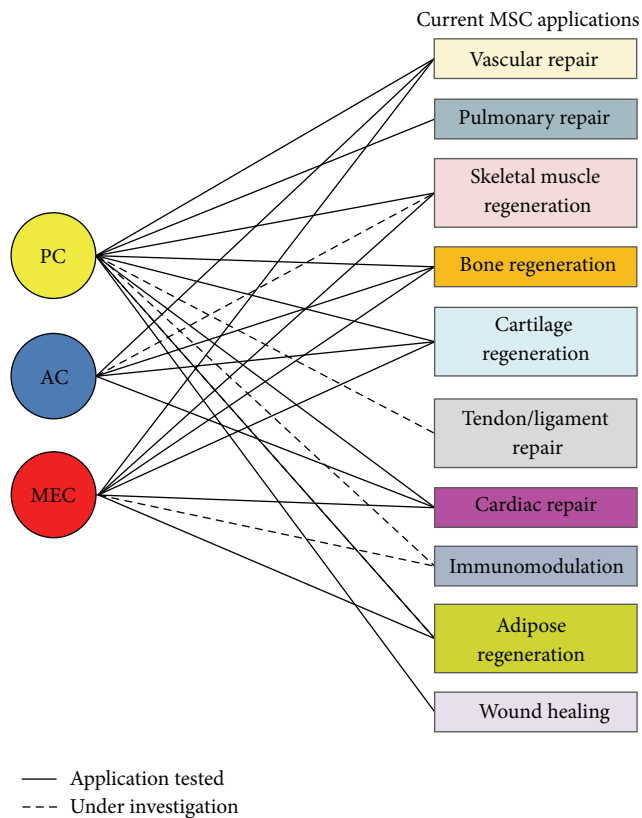 Current MSC applications
Vascular repair
Pulmonary repair
Skeletal muscle
regeneration
PC
Bone regeneration
Cartilage
regeneration
AC
Tendon/ligament
repair
MEC
Cardiac repair
Immunomodulation
Adipose
regeneration
Wound healing
Application tested
Under investigation